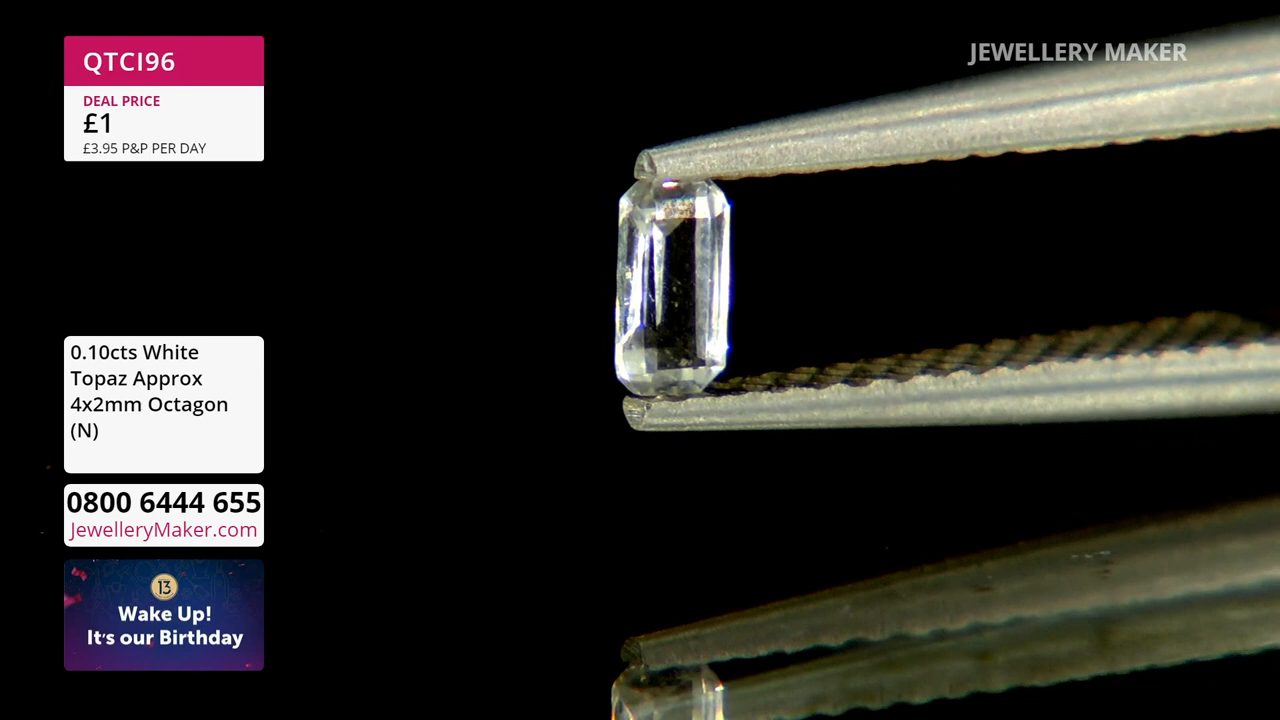 QTCI96
DEAL PRICE
£1
£3.95 P&P PER DAY
JEWELLERY MAKER
0.10cts White
Topaz Approx
4x2mm Octagon
(N)
0800 6444 655
JewelleryMaker.com
13
Wake Up!
It's our Birthday